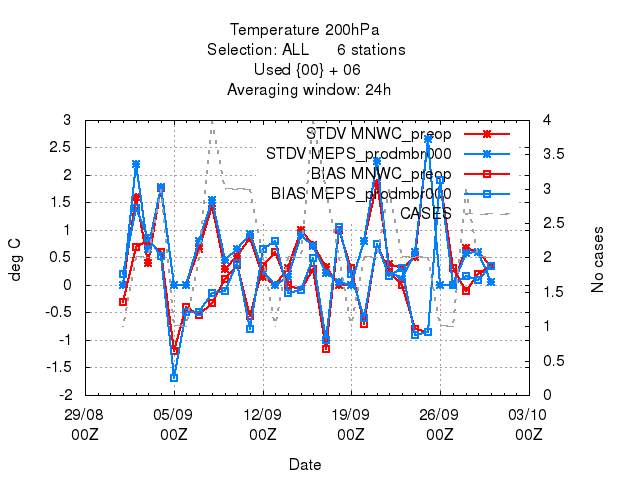 Temperature 200hPa
Selection: ALL 6 stations
Used {00} + 06
Averaging window: 24h
STDV MNWC_preop
STDV MEPS_prodmbr000
BIAS MNWC_preop
BIAS MEPS_prodmbr000
CASES
deg C
3
2.5
2
1.5
1
0.5
0
-0.5
-1
-1.5
-2
No cases
4
3.5
3
2.5
2
1.5
1
0.5
0
29/08 05/09 12/09 19/09 26/09 03/10
00Z 00Z 00Z 00Z 00Z 00Z
Date